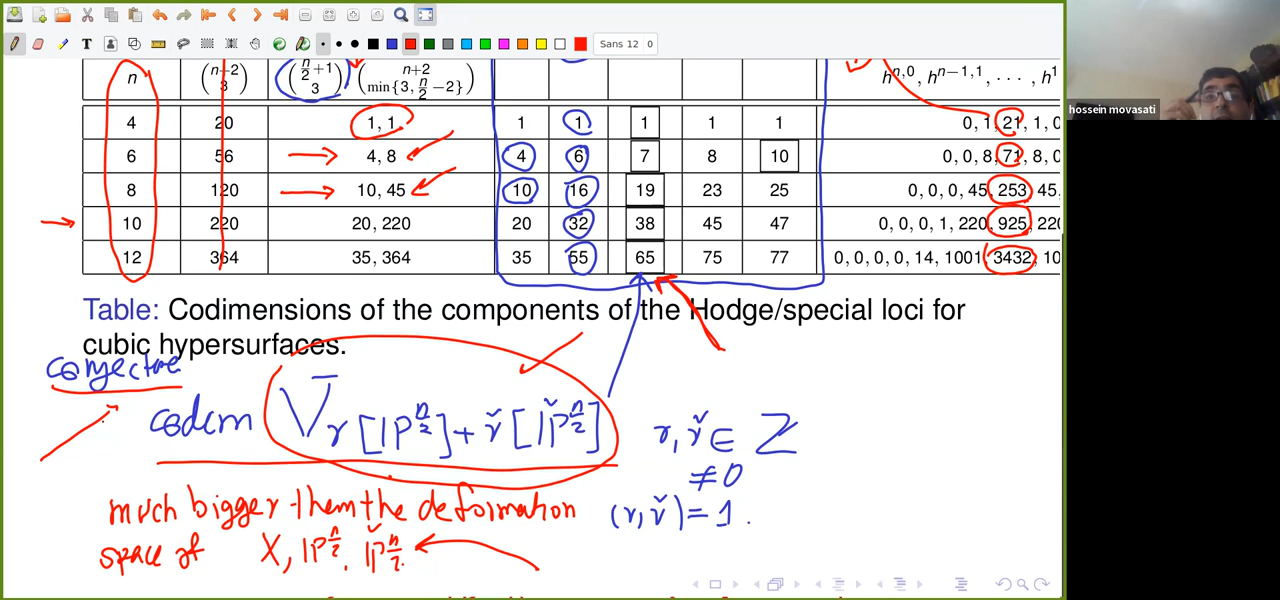 Sans 12 0
n (n+2 3) (n/2+1 3) (n+2 min{3, n/2−2}) h^{n,0}, h^{n−1,1}, ⋯ , h^1
hossein movasati
4 20 1, 1 1 1 1 1 1 0, 1, 21, 1, 0
6 56 4, 8 4 6 7 8 10 0, 0, 8, 71, 8, 0
8 120 10, 45 10 16 19 23 25 0, 0, 0, 45, 253, 45,
10 220 20, 220 20 32 38 45 47 0, 0, 0, 1, 220, 925, 220
12 364 35, 364 35 55 65 75 77 0, 0, 0, 0, 14, 1001, 3432, 10
Table: Codimensions of the components of the Hodge/special loci for
cubic hypersurfaces.
conjecture
codim V_{r[ℙ^{n/2}]+ř[ℙ̌^{n/2}]} r, ř ∈ ℤ
≠0
much bigger then the deformation (r, ř) = 1.
space of X, ℙ^{n/2}, ℙ̌^{n/2}.